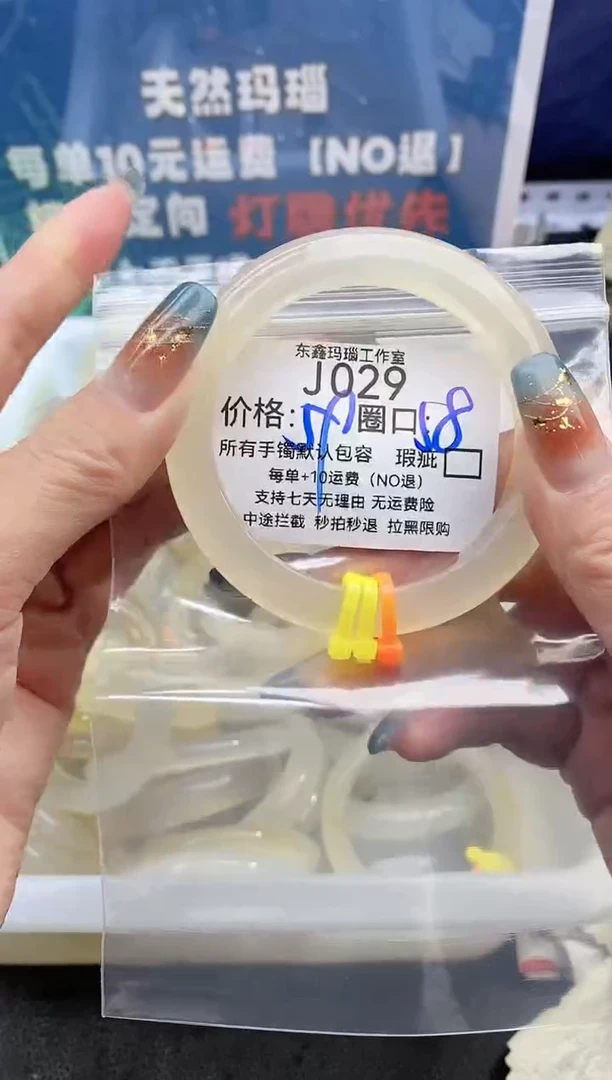 天然玛瑙
每单10元运费【NO退】
空间 灯
东鑫玛瑙工作室
J029
价格: 圈口:58
所有手镯默认包容 瑕疵
每单+10运费（NO退）
支持七天无理由 无运费险
中途拦截 秒拍秒退 拉黑限购